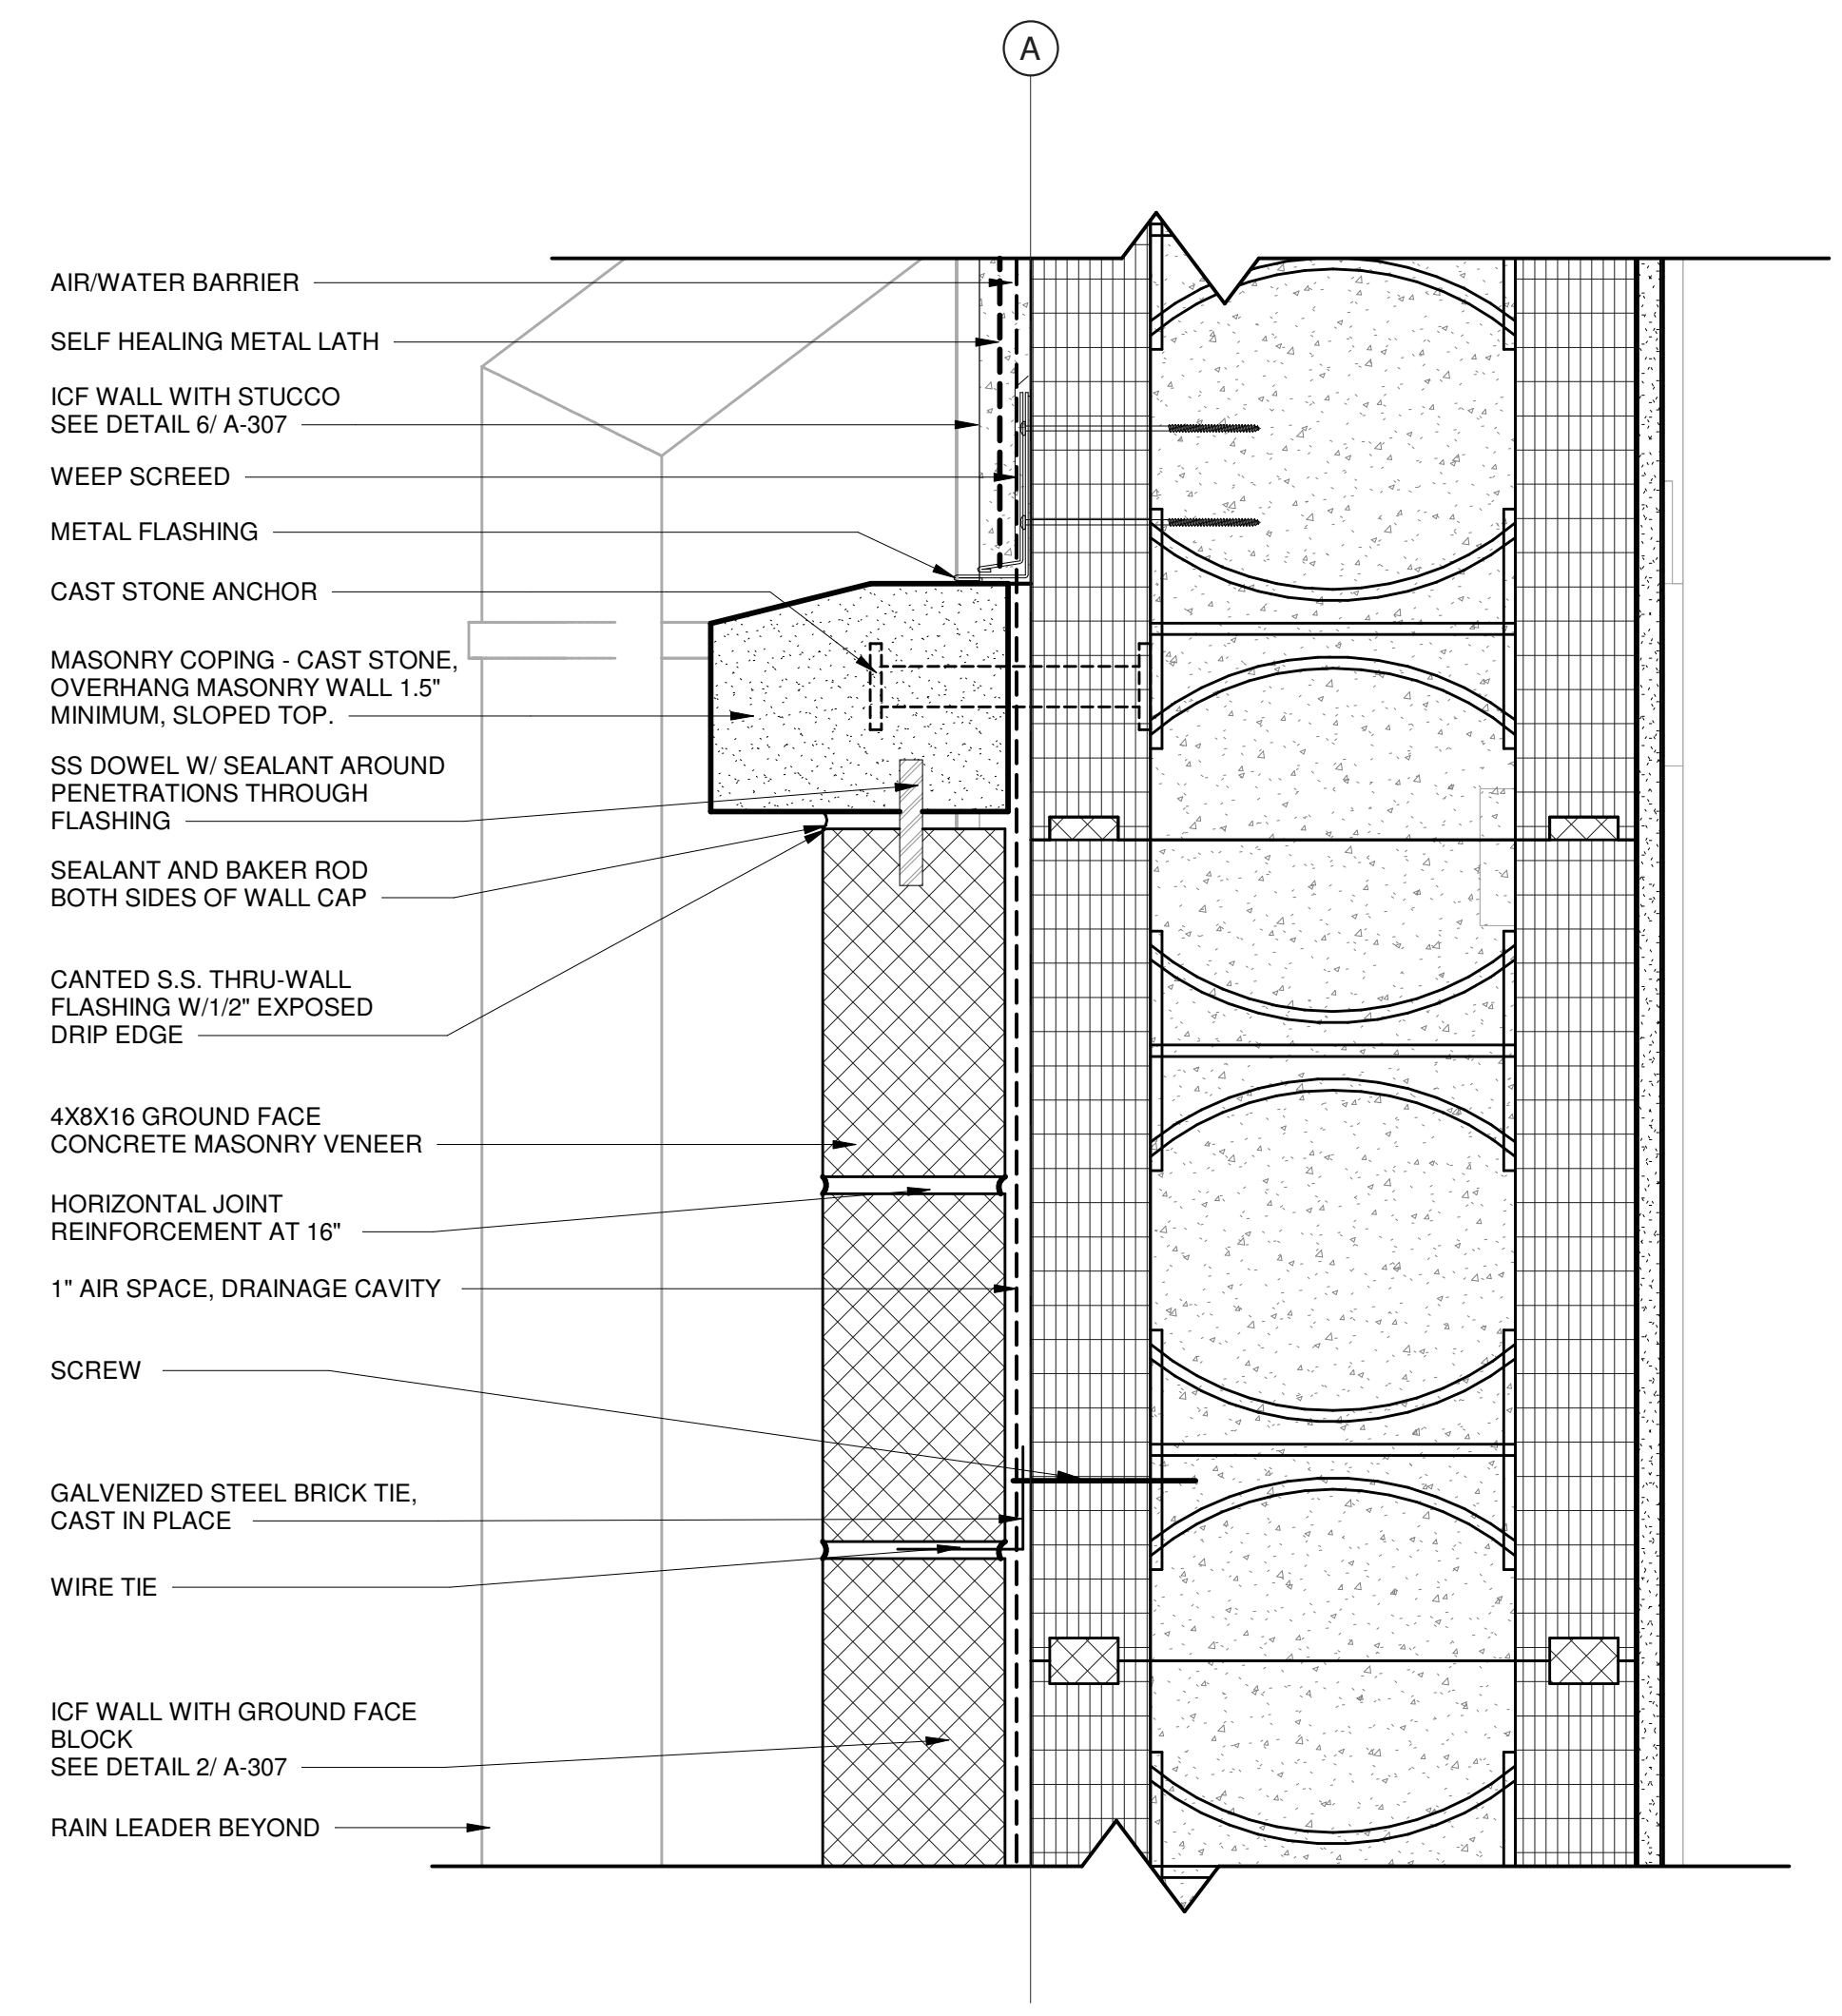 A
AIR/WATER BARRIER
SELF HEALING METAL LATH
ICF WALL WITH STUCCO
SEE DETAIL 6/ A-307
WEEP SCREED
METAL FLASHING
CAST STONE ANCHOR
MASONRY COPING - CAST STONE,
OVERHANG MASONRY WALL 1.5"
MINIMUM, SLOPED TOP.
SS DOWEL W/ SEALANT AROUND
PENETRATIONS THROUGH
FLASHING
SEALANT AND BAKER ROD
BOTH SIDES OF WALL CAP
CANTED S.S. THRU-WALL
FLASHING W/1/2" EXPOSED
DRIP EDGE
4X8X16 GROUND FACE
CONCRETE MASONRY VENEER
HORIZONTAL JOINT
REINFORCEMENT AT 16"
1" AIR SPACE, DRAINAGE CAVITY
SCREW
GALVENIZED STEEL BRICK TIE,
CAST IN PLACE
WIRE TIE
ICF WALL WITH GROUND FACE
BLOCK
SEE DETAIL 2/ A-307
RAIN LEADER BEYOND